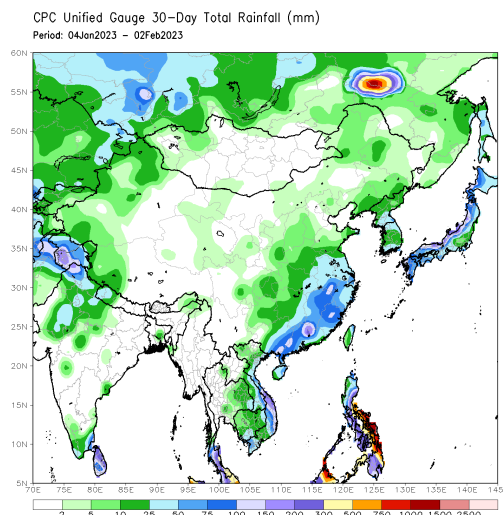 CPC Unified Gauge 30-Day Total Rainfall (mm)
Period: 04Jan2023 - 02Feb2023
60N
55N
50N
45N
40N
35N
30N
25N
20N
15N
10N
5N
70E 75E 80E 85E 90E 95E 100E 105E 110E 115E 120E 125E 130E 135E 140E 145E
2 5 10 25 50 75 100 150 200 300 500 750 1000 1500 2500